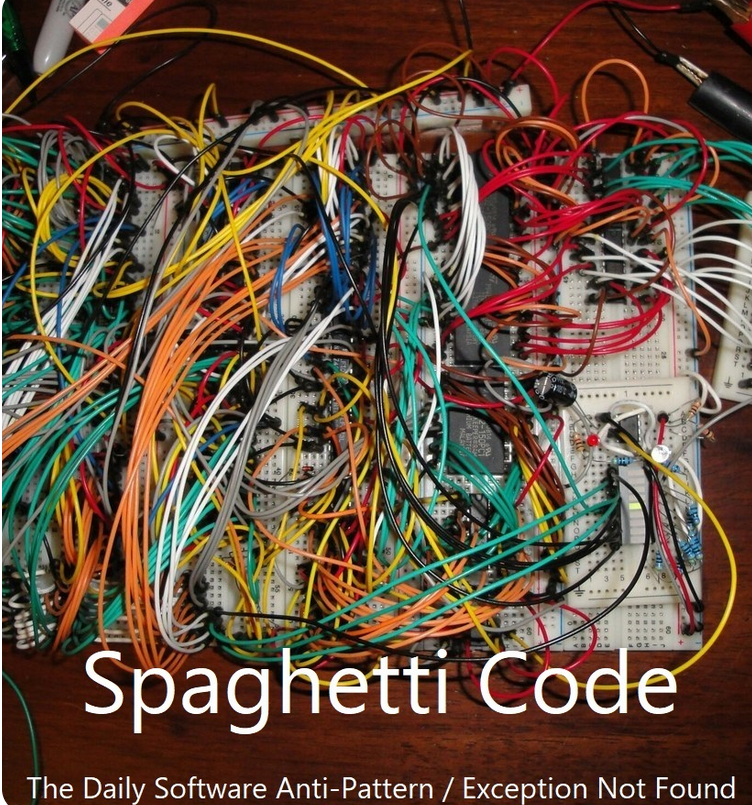 Spaghetti Code
The Daily Software Anti-Pattern / Exception Not Found